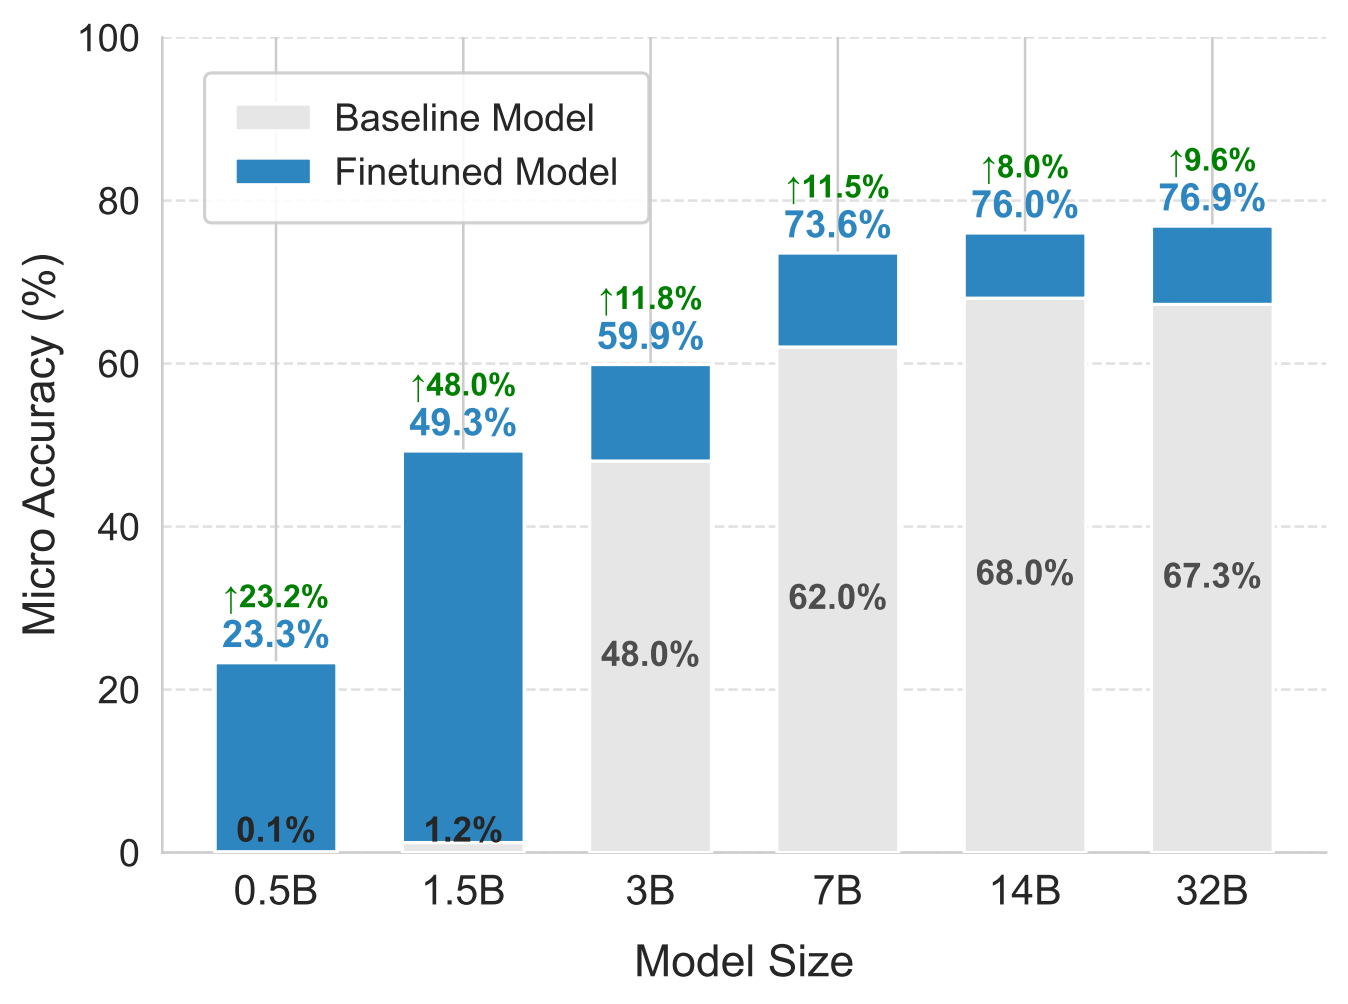 100
80
60
40
20
0
Micro Accuracy (%)
Baseline Model
Finetuned Model
↑23.2%
23.3%
0.1%
↑48.0%
49.3%
1.2%
↑11.8%
59.9%
48.0%
↑11.5%
73.6%
62.0%
↑8.0%
76.0%
68.0%
↑9.6%
76.9%
67.3%
0.5B
1.5B
3B
7B
14B
32B
Model Size